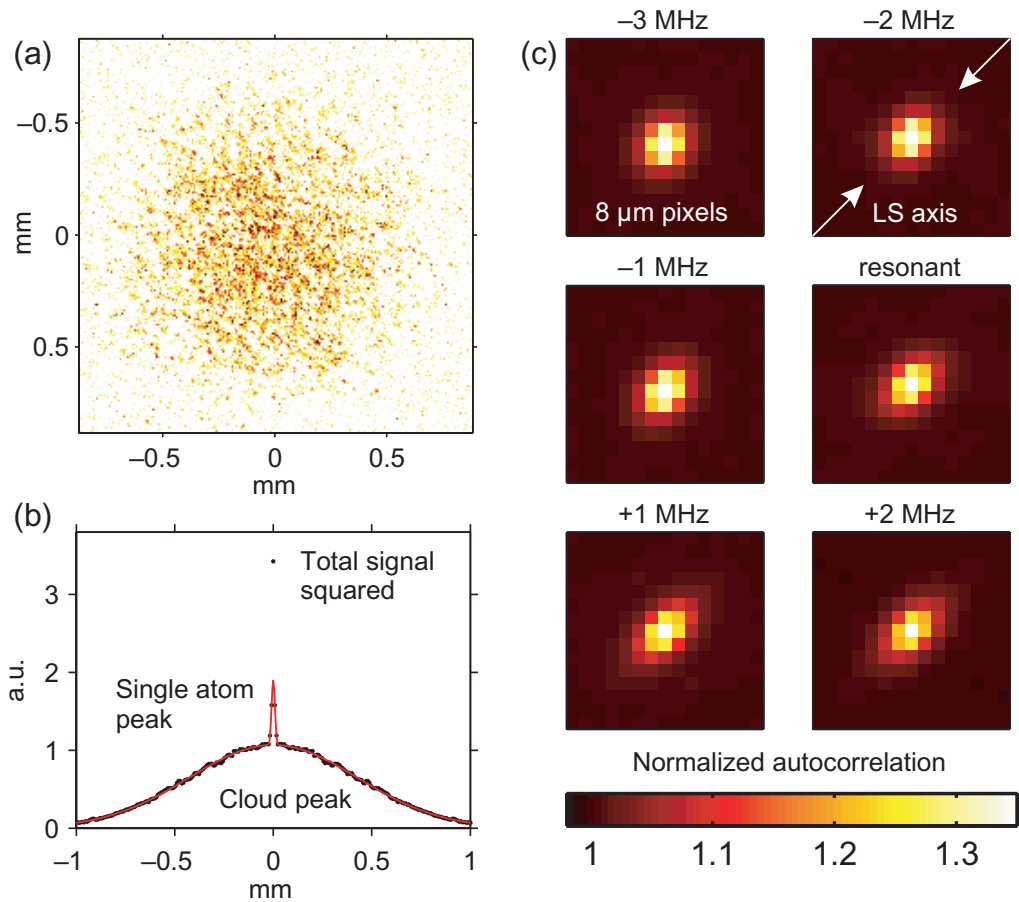 (a)
mm
–0.5
0
0.5
–0.5
0
0.5
mm
(b)
a.u.
3
2
1
0
Total signal
squared
Single atom
peak
Cloud peak
–1
–0.5
0
0.5
1
mm
(c)
–3 MHz
–2 MHz
8 µm pixels
LS axis
–1 MHz
resonant
+1 MHz
+2 MHz
Normalized autocorrelation
1
1.1
1.2
1.3